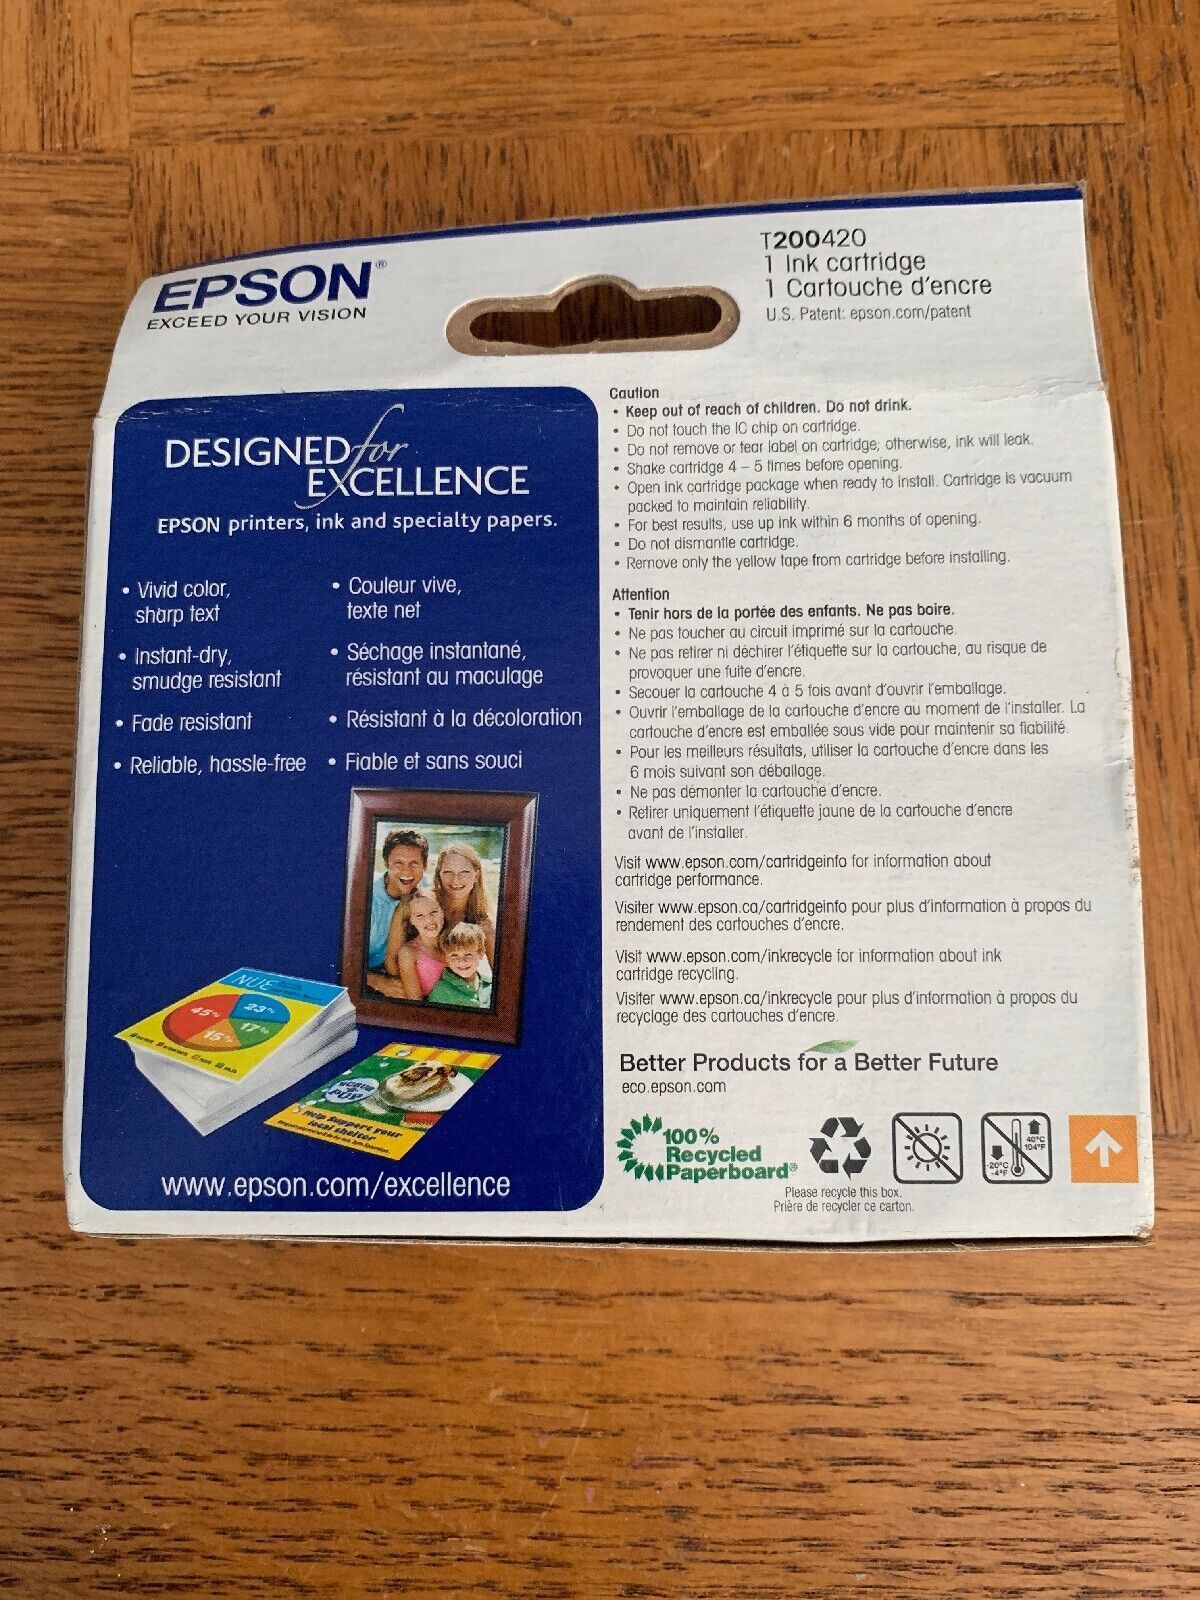 EPSON®
EXCEED YOUR VISION
T200420
1 Ink cartridge
1 Cartouche d'encre
U.S. Patent: epson.com/patent
DESIGNED for
EXCELLENCE
EPSON printers, ink and specialty papers.
• Vivid color,
sharp text
• Instant-dry,
smudge resistant
• Fade resistant
• Reliable, hassle-free
• Couleur vive,
texte net
• Séchage instantané,
résistant au maculage
• Résistant à la décoloration
• Fiable et sans souci
NUE
45%
23%
17%
15%
Help Support your
local shelter
www.epson.com/excellence
Caution
• Keep out of reach of children. Do not drink.
• Do not touch the IC chip on cartridge.
• Do not remove or tear label on cartridge; otherwise, ink will leak.
• Shake cartridge 4 – 5 times before opening.
• Open ink cartridge package when ready to install. Cartridge is vacuum
packed to maintain reliability.
• For best results, use up ink within 6 months of opening.
• Do not dismantle cartridge.
• Remove only the yellow tape from cartridge before installing.
Attention
• Tenir hors de la portée des enfants. Ne pas boire.
• Ne pas toucher au circuit imprimé sur la cartouche.
• Ne pas retirer ni déchirer l'étiquette sur la cartouche, au risque de
provoquer une fuite d'encre.
• Secouer la cartouche 4 à 5 fois avant d'ouvrir l'emballage.
• Ouvrir l'emballage de la cartouche d'encre au moment de l'installer. La
cartouche d'encre est emballée sous vide pour maintenir sa fiabilité.
• Pour les meilleurs résultats, utiliser la cartouche d'encre dans les
6 mois suivant son déballage.
• Ne pas démonter la cartouche d'encre.
• Retirer uniquement l'étiquette jaune de la cartouche d'encre
avant de l'installer.
Visit www.epson.com/cartridgeinfo for information about
cartridge performance.
Visiter www.epson.ca/cartridgeinfo pour plus d'information à propos du
rendement des cartouches d'encre.
Visit www.epson.com/inkrecycle for information about ink
cartridge recycling.
Visiter www.epson.ca/inkrecycle pour plus d'information à propos du
recyclage des cartouches d'encre.
Better Products for a Better Future
eco.epson.com
100%
Recycled
Paperboard®
Please recycle this box.
Prière de recycler ce carton.
-20°C
-4°F
40°C
104°F